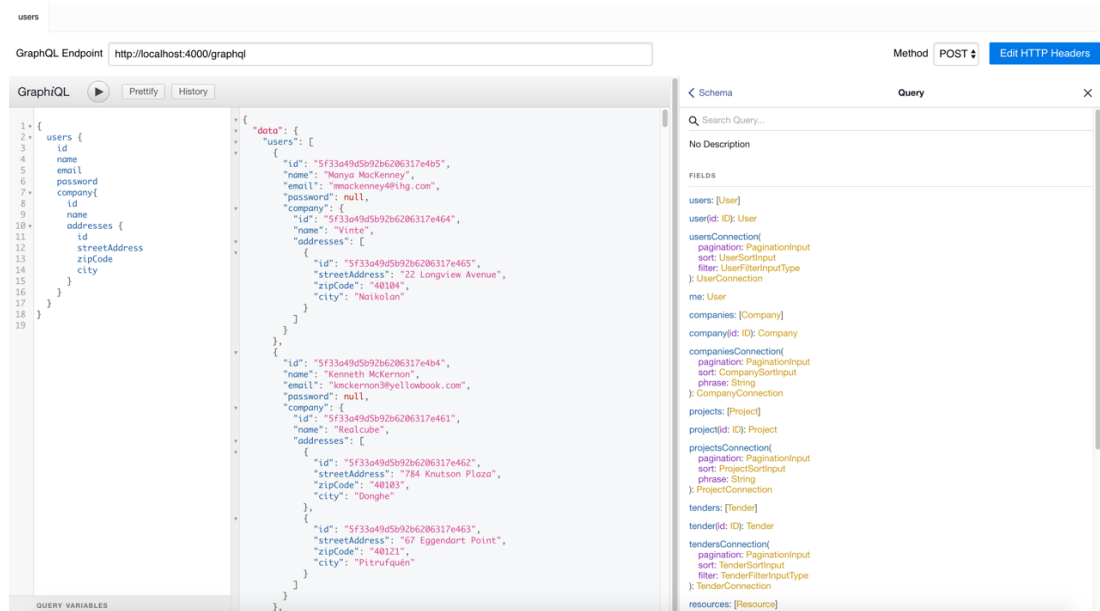 users
GraphQL Endpoint http://localhost:4000/graphql Method POST Edit HTTP Headers
GraphiQL Prettify History
1 {
2 users {
3 id
4 name
5 email
6 password
7 company{
8 id
9 name
10 addresses {
11 id
12 streetAddress
13 zipCode
14 city
15 }
16 }
17 }
18 }
19
QUERY VARIABLES
{
"data": {
"users": [
{
"id": "5f33a49d5b92b6206317e4b5",
"name": "Manya MacKenney",
"email": "mmackenney4@ihg.com",
"password": null,
"company": {
"id": "5f33a49d5b92b6206317e464",
"name": "Vinte",
"addresses": [
{
"id": "5f33a49d5b92b6206317e465",
"streetAddress": "22 Longview Avenue",
"zipCode": "40104",
"city": "Naikolan"
}
]
}
},
{
"id": "5f33a49d5b92b6206317e4b4",
"name": "Kenneth McKernon",
"email": "kmckernon3@yellowbook.com",
"password": null,
"company": {
"id": "5f33a49d5b92b6206317e461",
"name": "Realcube",
"addresses": [
{
"id": "5f33a49d5b92b6206317e462",
"streetAddress": "784 Knutson Plaza",
"zipCode": "40103",
"city": "Donghe"
},
{
"id": "5f33a49d5b92b6206317e463",
"streetAddress": "67 Eggendart Point",
"zipCode": "40121",
"city": "Pitrufquén"
}
]
}
},
Schema Query
Search Query...
No Description
FIELDS
users: [User]
user(id: ID): User
usersConnection(
pagination: PaginationInput
sort: UserSortInput
filter: UserFilterInputType
): UserConnection
me: User
companies: [Company]
company(id: ID): Company
companiesConnection(
pagination: PaginationInput
sort: CompanySortInput
phrase: String
): CompanyConnection
projects: [Project]
project(id: ID): Project
projectsConnection(
pagination: PaginationInput
sort: ProjectSortInput
phrase: String
): ProjectConnection
tenders: [Tender]
tender(id: ID): Tender
tendersConnection(
pagination: PaginationInput
sort: TenderSortInput
filter: TenderFilterInputType
): TenderConnection
resources: [Resource]